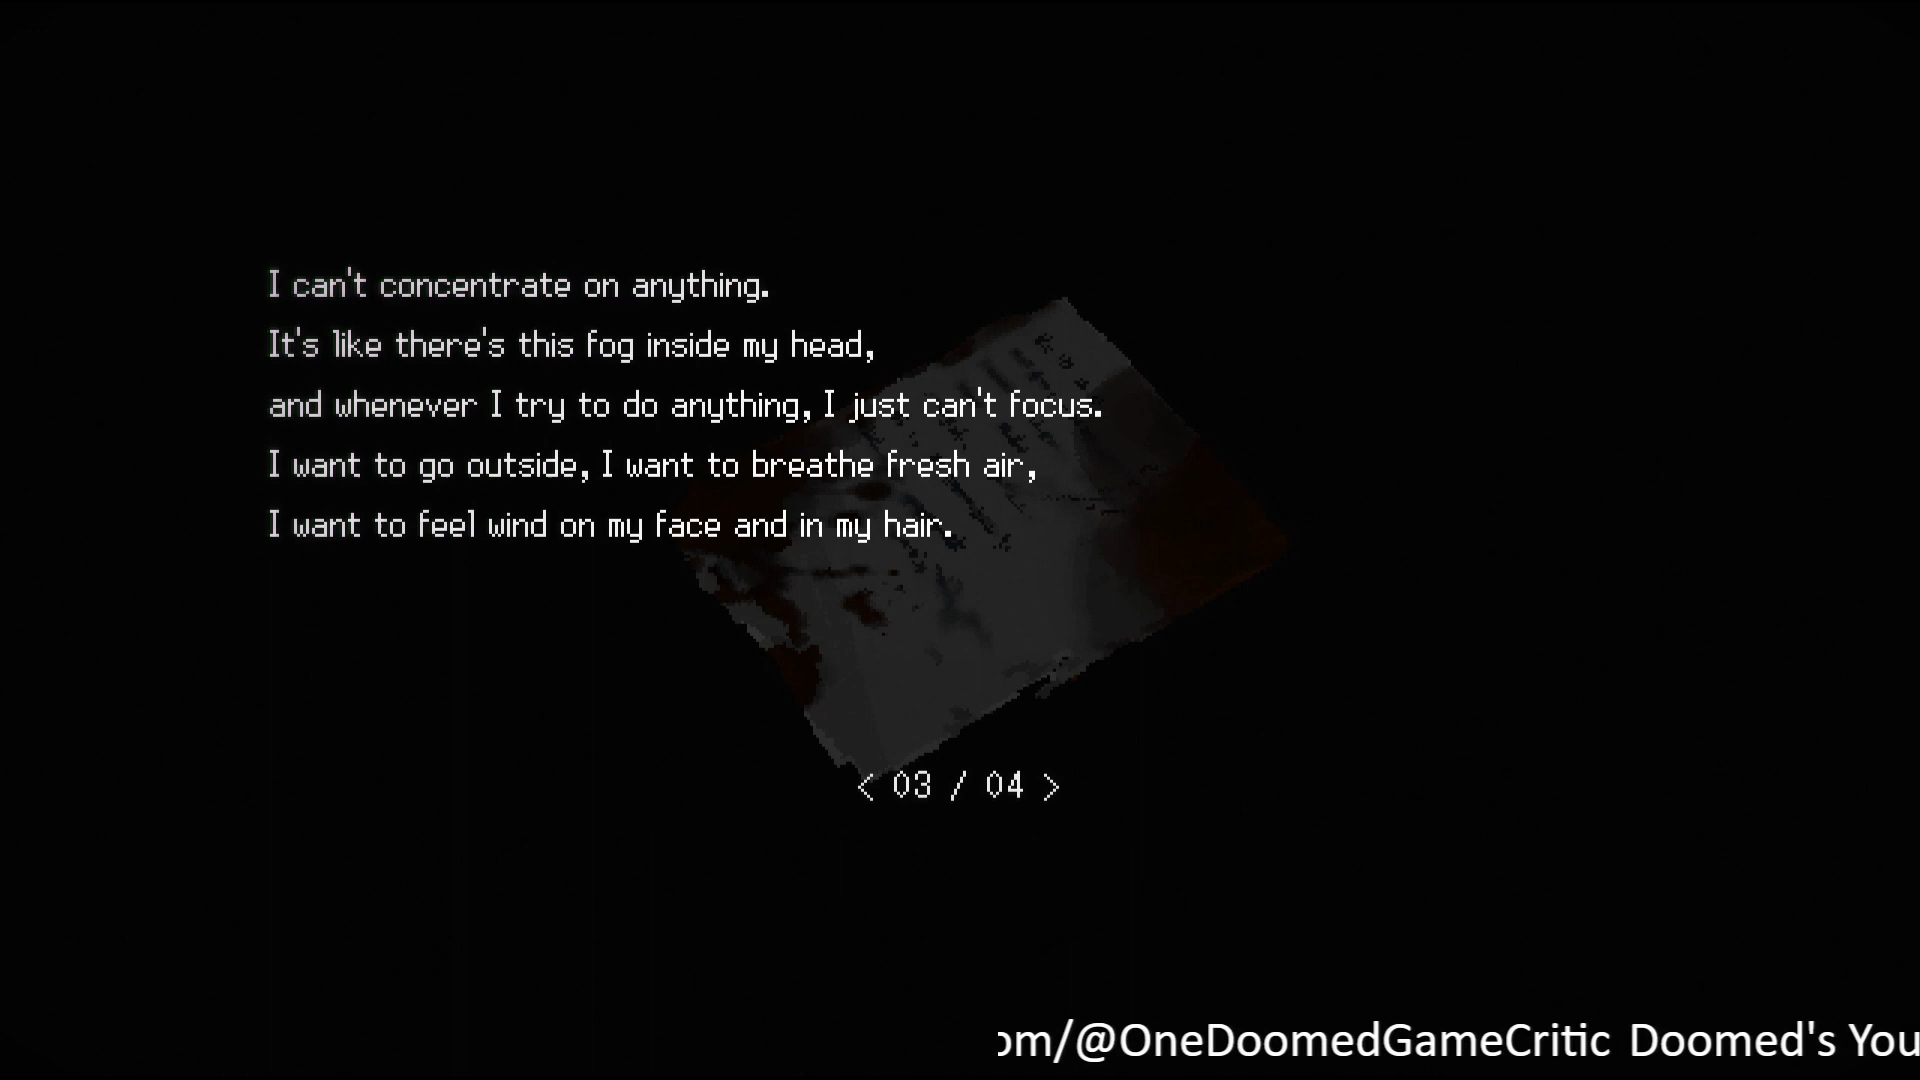 I can't concentrate on anything.
It's like there's this fog inside my head,
and whenever I try to do anything, I just can't focus.
I want to go outside, I want to breathe fresh air,
I want to feel wind on my face and in my hair.
< 03 / 04 >
om/@OneDoomedGameCritic Doomed's You